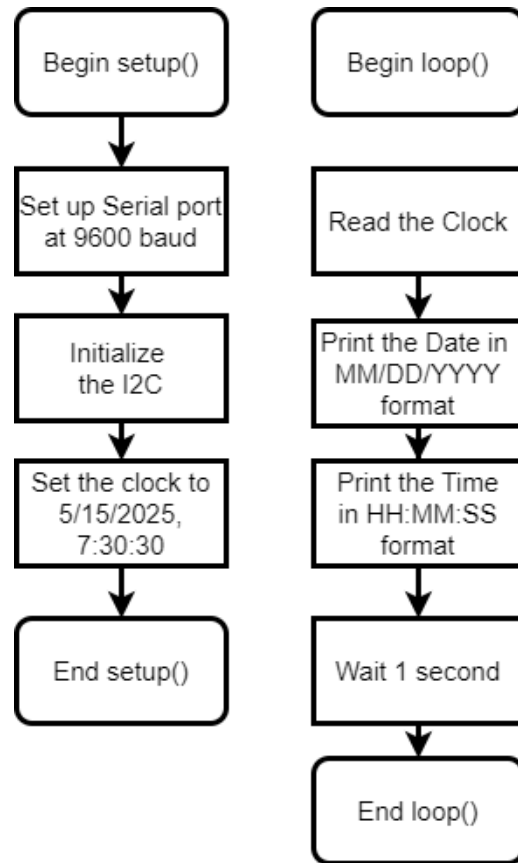 Begin setup()
Set up Serial port
at 9600 baud
Initialize
the I2C
Set the clock to
5/15/2025,
7:30:30
End setup()
Begin loop()
Read the Clock
Print the Date in
MM/DD/YYYY
format
Print the Time
in HH:MM:SS
format
Wait 1 second
End loop()